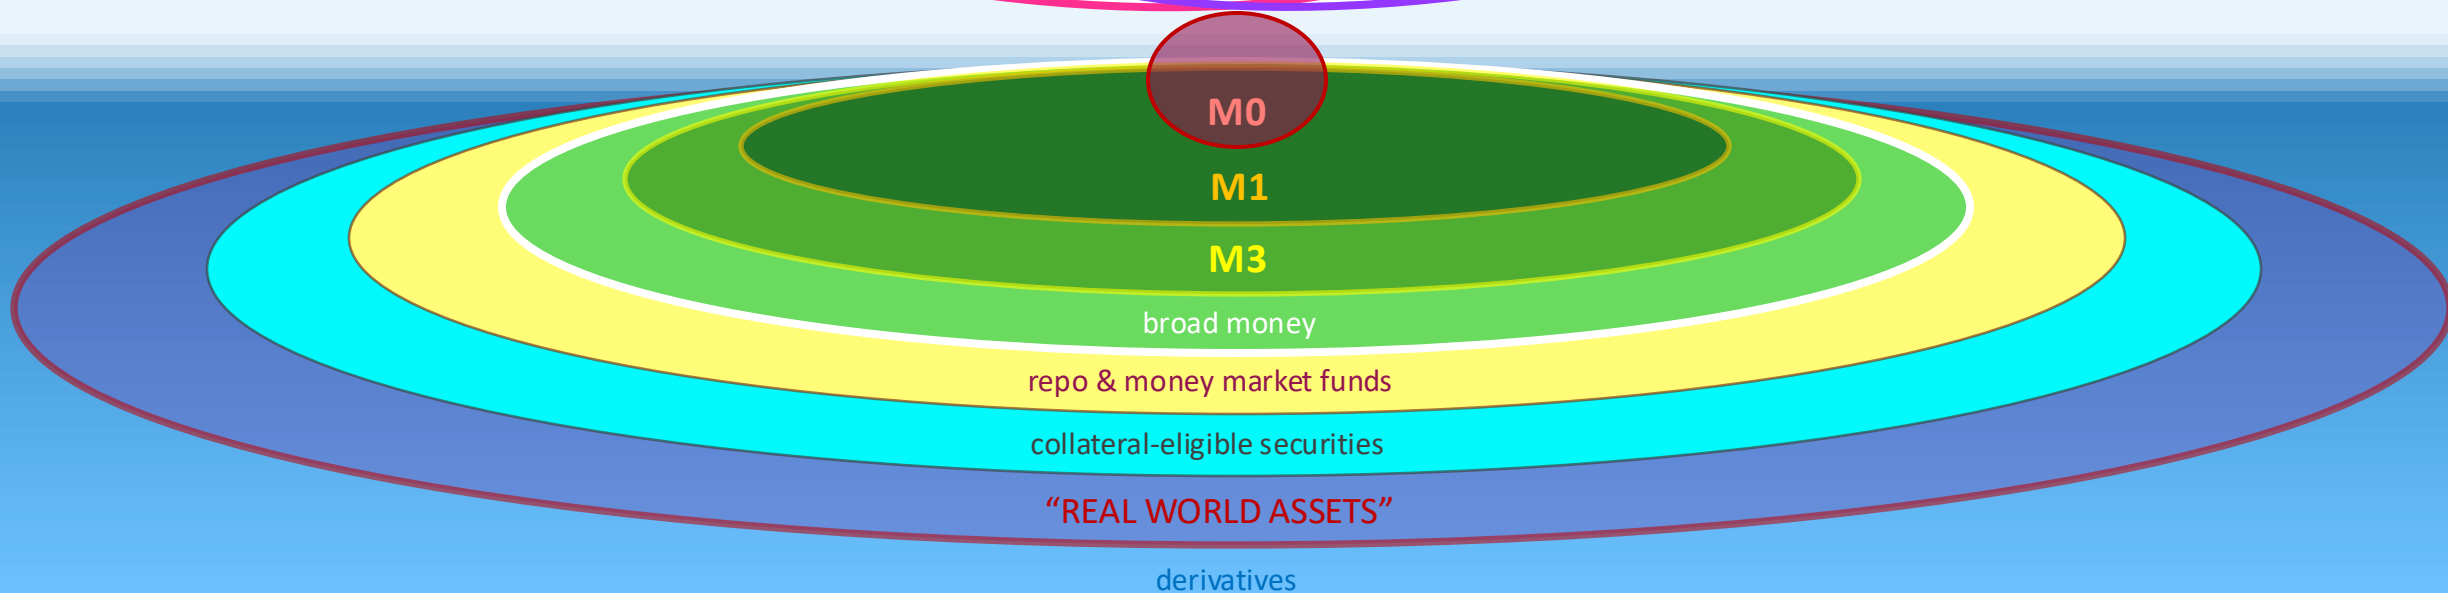 M0
M1
M3
broad money
repo & money market funds
collateral-eligible securities
“REAL WORLD ASSETS”
derivatives